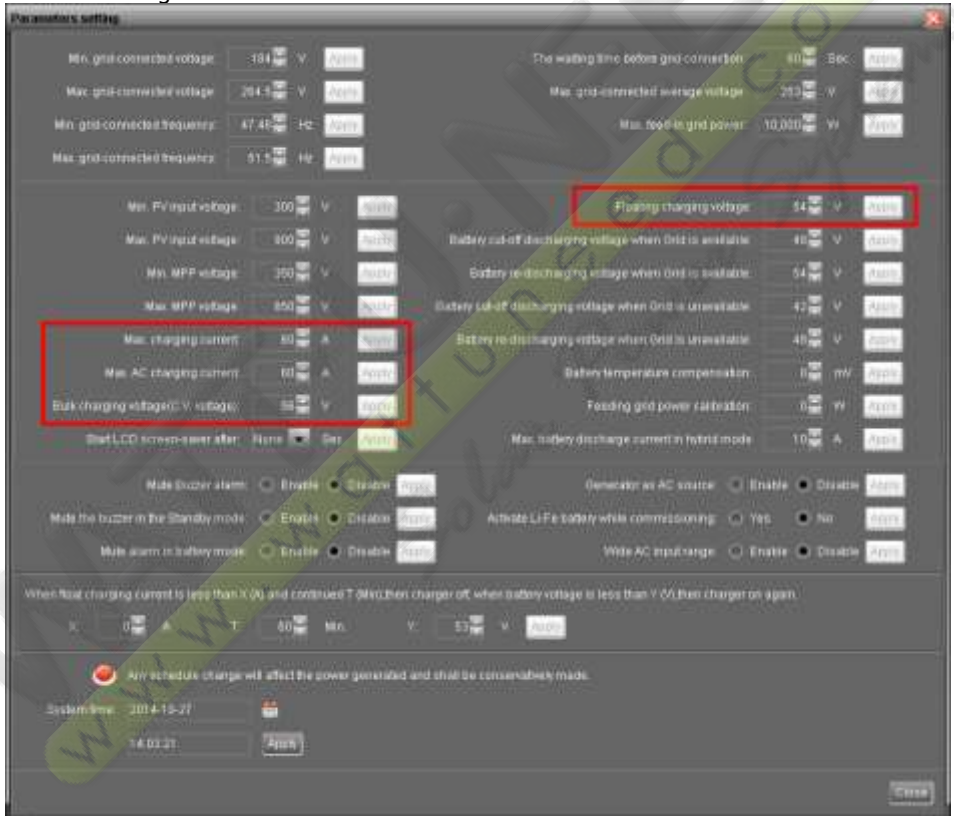 Parameters setting
Min. grid-connected voltage: 184 V Apply
The waiting time before grid-connection: 60 Sec. Apply
Max. grid-connected voltage: 264.5 V Apply
Max. grid-connected average voltage: 253 V Apply
Min. grid-connected frequency: 47.48 Hz Apply
Max. feed-in grid power: 10,000 W Apply
Max. grid-connected frequency: 51.5 Hz Apply
Min. PV input voltage: 300 V Apply
Floating charging voltage: 54 V Apply
Max. PV input voltage: 900 V Apply
Battery cut-off discharging voltage when Grid is available: 48 V Apply
Min. MPP voltage: 350 V Apply
Battery re-discharging voltage when Grid is available: 54 V Apply
Max. MPP voltage: 850 V Apply
Battery cut-off discharging voltage when Grid is unavailable: 42 V Apply
Max. charging current: 60 A Apply
Battery re-discharging voltage when Grid is unavailable: 48 V Apply
Max. AC charging current: 60 A Apply
Battery temperature compensation: 0 mV Apply
Bulk charging voltage(C.V. voltage): 56 V Apply
Feeding grid power calibration: 0 W Apply
Start LCD screen-saver after: None Sec. Apply
Max. battery discharge current in hybrid mode: 10 A Apply
Mute Buzzer alarm: Enable Disable Apply
Generator as AC source: Enable Disable Apply
Mute the buzzer in the Standby mode: Enable Disable Apply
Activate Li-Fe battery while commissioning: Yes No Apply
Mute alarm in battery mode: Enable Disable Apply
Wide AC input range: Enable Disable Apply
When float charging current is less than X (A) and continued T (Min),then charger off, when battery voltage is less than Y (V),then charger on again.
X: 0 A T: 60 Min. Y: 53 V Apply
Any schedule change will affect the power generated and shall be conservatively made.
System time: 2014-10-27
14:03:21 Apply
Close